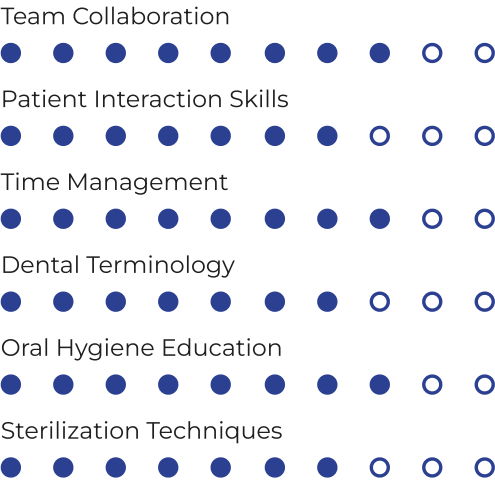 Team Collaboration
Patient Interaction Skills
Time Management
Dental Terminology
Oral Hygiene Education
Sterilization Techniques